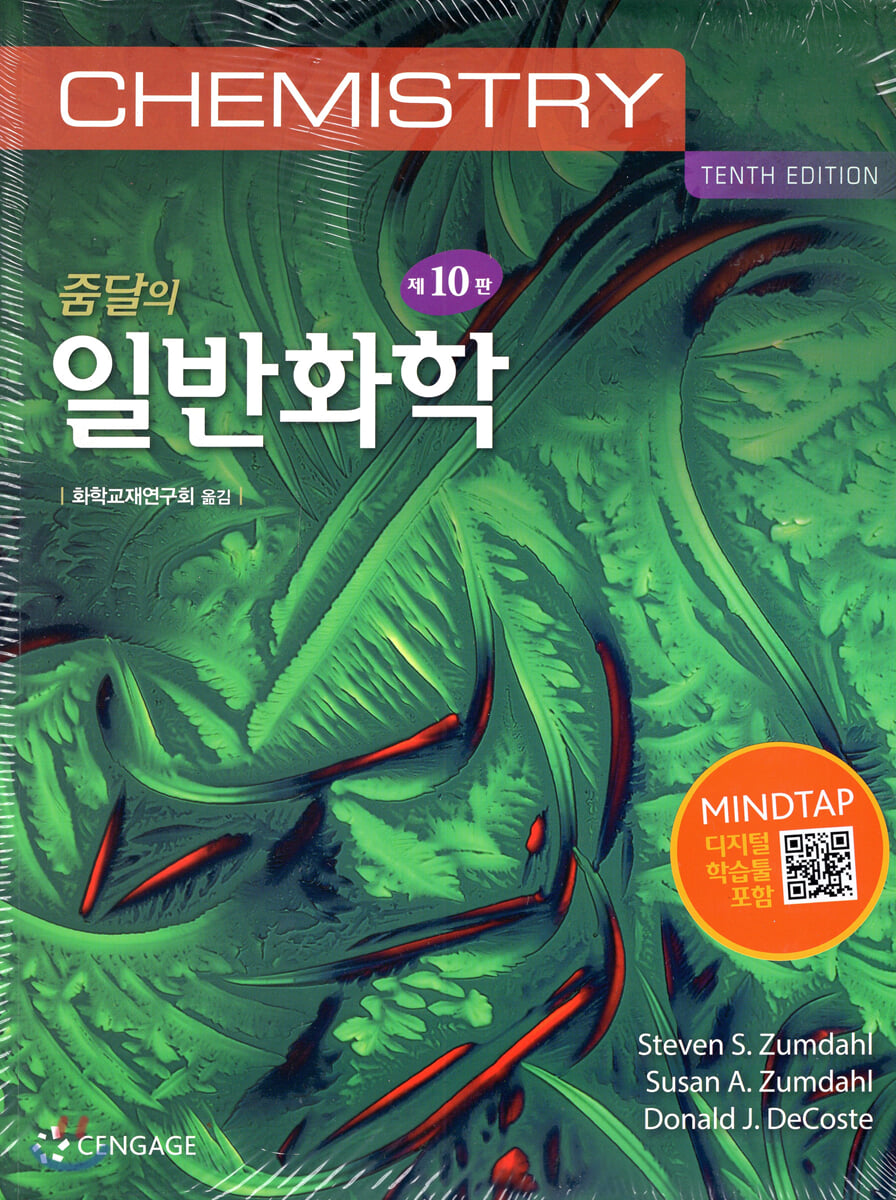 CHEMISTRY
TENTH EDITION
제 10 판
줌달의
일반화학
| 화학교재연구회 옮김 |
MINDTAP
디지털
학습툴
포함
Steven S. Zumdahl
Susan A. Zumdahl
Donald J. DeCoste
CENGAGE